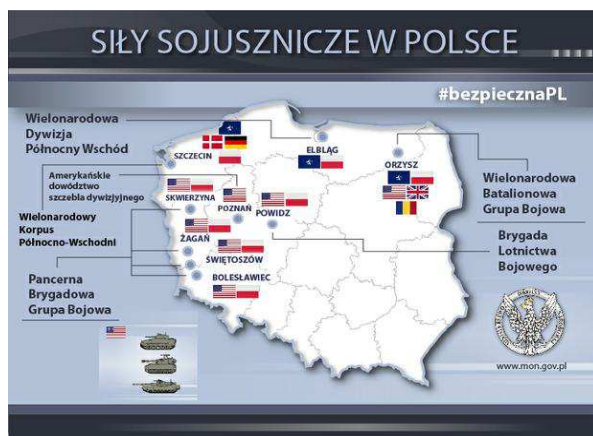 SIŁY SOJUSZNICZE W POLSCE
#bezpiecznaPL
Wielonarodowa
Dywizja
Północny Wschód
Amerykańskie
dowództwo
szczebla dywizyjnego
Wielonarodowy
Korpus
Północno-Wschodni
Pancerna
Brygadowa
Grupa Bojowa
SZCZECIN
ELBLĄG
ORZYSZ
SKWIERZYNA
POZNAŃ
POWIDZ
ŻAGAŃ
ŚWIĘTOSZÓW
BOLESŁAWIEC
Wielonarodowa
Batalionowa
Grupa Bojowa
Brygada
Lotnictwa
Bojowego
www.mon.gov.pl